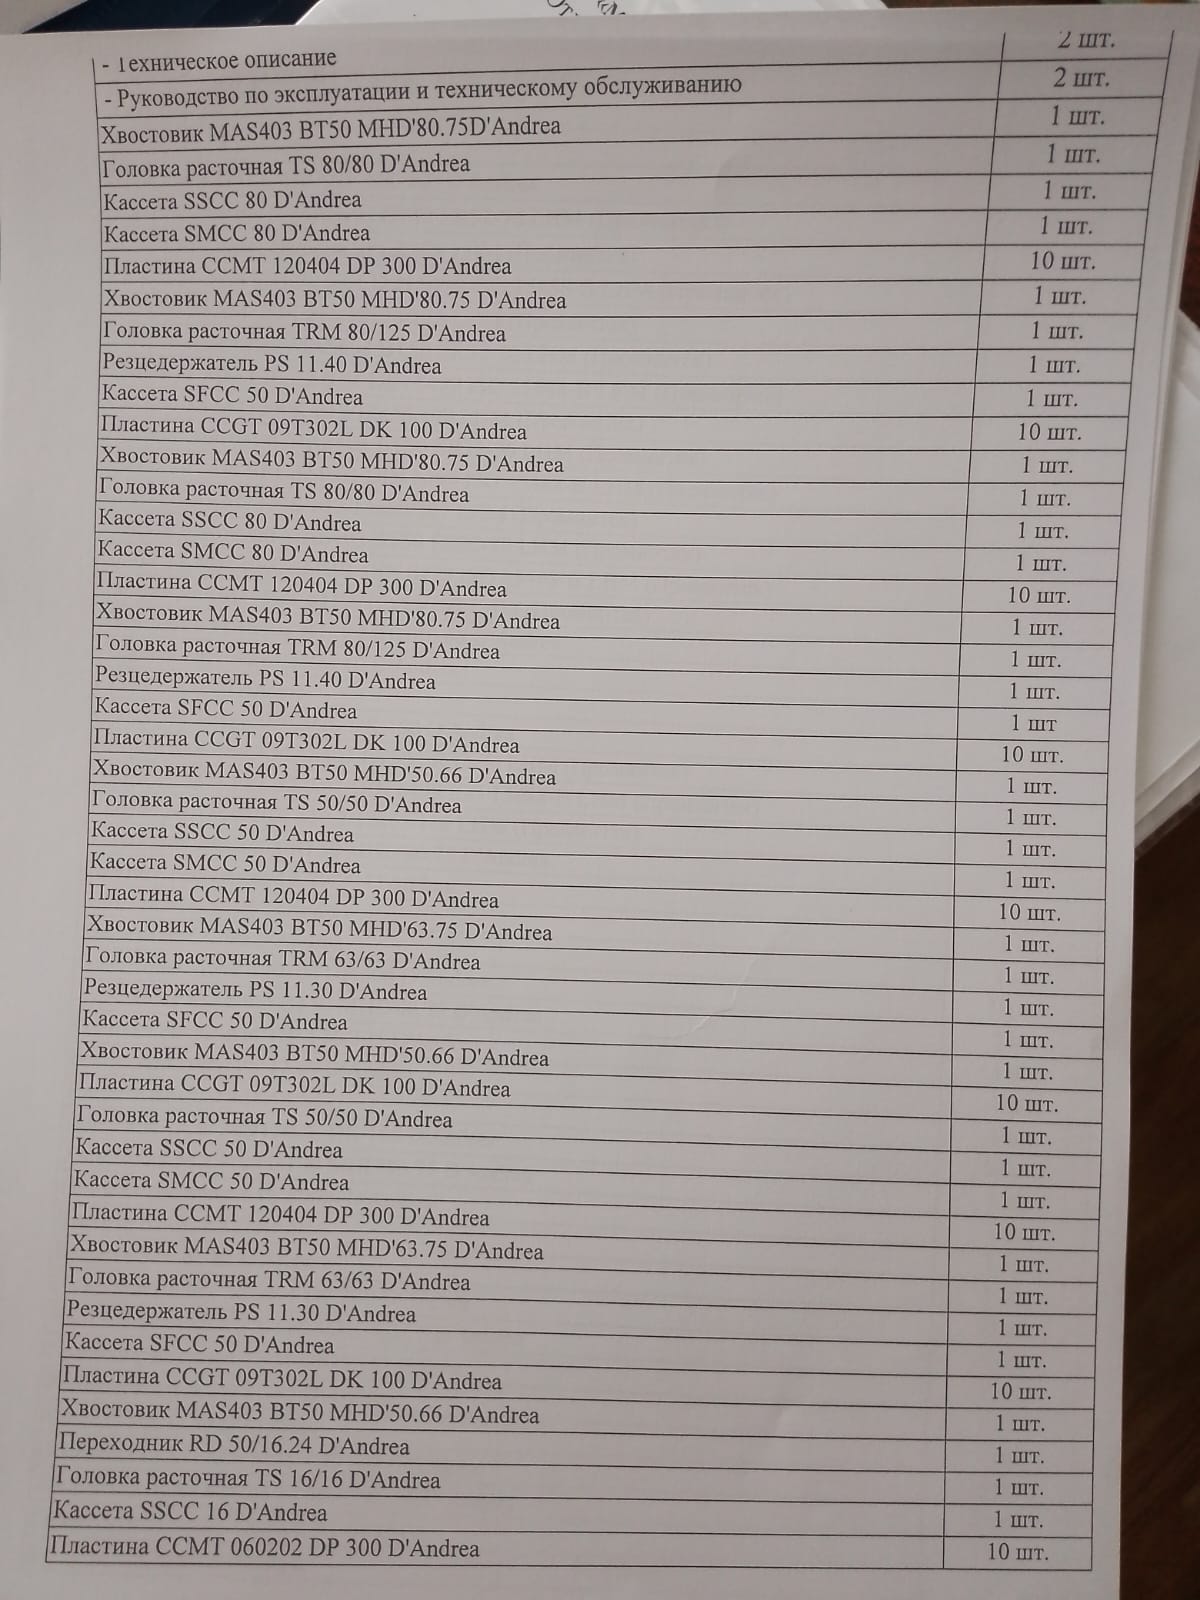 - Техническое описание 2 шт.
- Руководство по эксплуатации и техническому обслуживанию 2 шт.
Хвостовик MAS403 BT50 MHD'80.75D'Andrea 1 шт.
Головка расточная TS 80/80 D'Andrea 1 шт.
Кассета SSCC 80 D'Andrea 1 шт.
Кассета SMCC 80 D'Andrea 1 шт.
Пластина CCMT 120404 DP 300 D'Andrea 10 шт.
Хвостовик MAS403 BT50 MHD'80.75 D'Andrea 1 шт.
Головка расточная TRM 80/125 D'Andrea 1 шт.
Резцедержатель PS 11.40 D'Andrea 1 шт.
Кассета SFCC 50 D'Andrea 1 шт.
Пластина CCGT 09T302L DK 100 D'Andrea 10 шт.
Хвостовик MAS403 BT50 MHD'80.75 D'Andrea 1 шт.
Головка расточная TS 80/80 D'Andrea 1 шт.
Кассета SSCC 80 D'Andrea 1 шт.
Кассета SMCC 80 D'Andrea 1 шт.
Пластина CCMT 120404 DP 300 D'Andrea 10 шт.
Хвостовик MAS403 BT50 MHD'80.75 D'Andrea 1 шт.
Головка расточная TRM 80/125 D'Andrea 1 шт.
Резцедержатель PS 11.40 D'Andrea 1 шт.
Кассета SFCC 50 D'Andrea 1 шт
Пластина CCGT 09T302L DK 100 D'Andrea 10 шт.
Хвостовик MAS403 BT50 MHD'50.66 D'Andrea 1 шт.
Головка расточная TS 50/50 D'Andrea 1 шт.
Кассета SSCC 50 D'Andrea 1 шт.
Кассета SMCC 50 D'Andrea 1 шт.
Пластина CCMT 120404 DP 300 D'Andrea 10 шт.
Хвостовик MAS403 BT50 MHD'63.75 D'Andrea 1 шт.
Головка расточная TRM 63/63 D'Andrea 1 шт.
Резцедержатель PS 11.30 D'Andrea 1 шт.
Кассета SFCC 50 D'Andrea 1 шт.
Хвостовик MAS403 BT50 MHD'50.66 D'Andrea 1 шт.
Пластина CCGT 09T302L DK 100 D'Andrea 10 шт.
Головка расточная TS 50/50 D'Andrea 1 шт.
Кассета SSCC 50 D'Andrea 1 шт.
Кассета SMCC 50 D'Andrea 1 шт.
Пластина CCMT 120404 DP 300 D'Andrea 10 шт.
Хвостовик MAS403 BT50 MHD'63.75 D'Andrea 1 шт.
Головка расточная TRM 63/63 D'Andrea 1 шт.
Резцедержатель PS 11.30 D'Andrea 1 шт.
Кассета SFCC 50 D'Andrea 1 шт.
Пластина CCGT 09T302L DK 100 D'Andrea 10 шт.
Хвостовик MAS403 BT50 MHD'50.66 D'Andrea 1 шт.
Переходник RD 50/16.24 D'Andrea 1 шт.
Головка расточная TS 16/16 D'Andrea 1 шт.
Кассета SSCC 16 D'Andrea 1 шт.
Пластина CCMT 060202 DP 300 D'Andrea 10 шт.